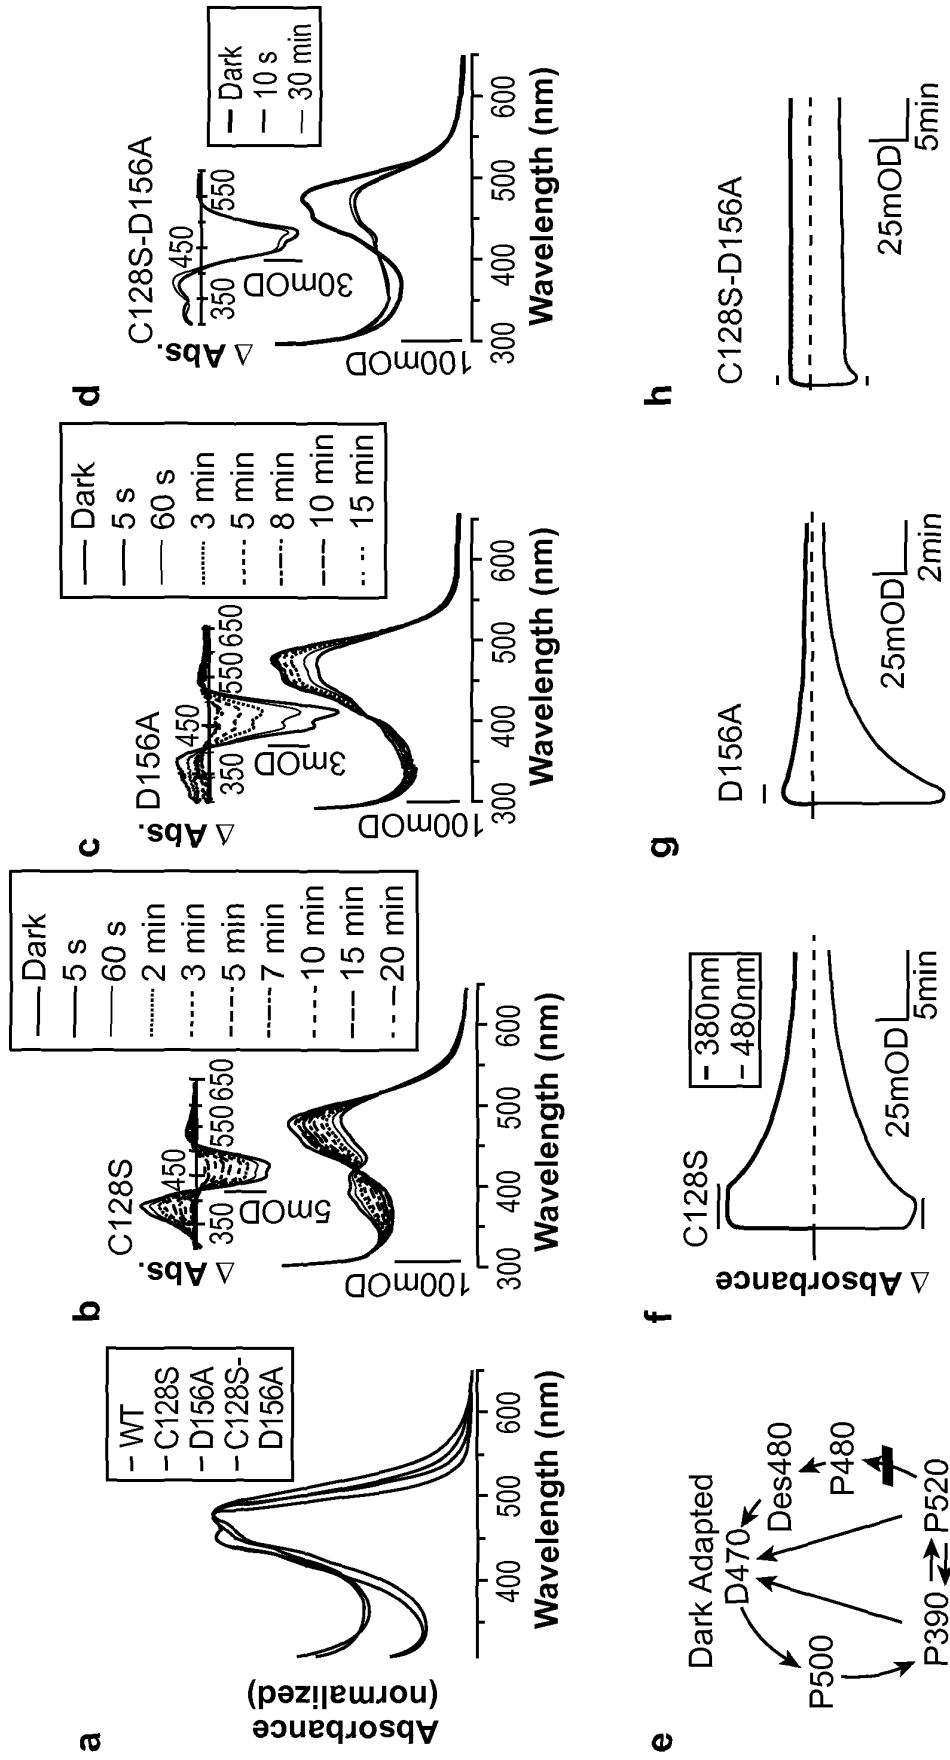 a
Absorbance
(normalized)
– WT
– C128S
– D156A
– C128S-
D156A
400
500
600
Wavelength (nm)
b
C128S
Δ Abs.
350
450
550
650
5mOD
Dark
5 s
60 s
2 min
3 min
5 min
7 min
10 min
15 min
20 min
100mOD
300
400
500
600
Wavelength (nm)
c
D156A
Δ Abs.
350
450
550
650
3mOD
Dark
5 s
60 s
3 min
5 min
8 min
10 min
15 min
100mOD
300
400
500
600
Wavelength (nm)
d
C128S-D156A
Δ Abs.
350
450
550
30mOD
Dark
10 s
30 min
100mOD
300
400
500
600
Wavelength (nm)
e
Dark Adapted
D470
P500
P390
P520
P480
Des480
f
Δ Absorbance
C128S
– 380nm
– 480nm
25mOD
5min
g
D156A
25mOD
2min
h
C128S-D156A
25mOD
5min